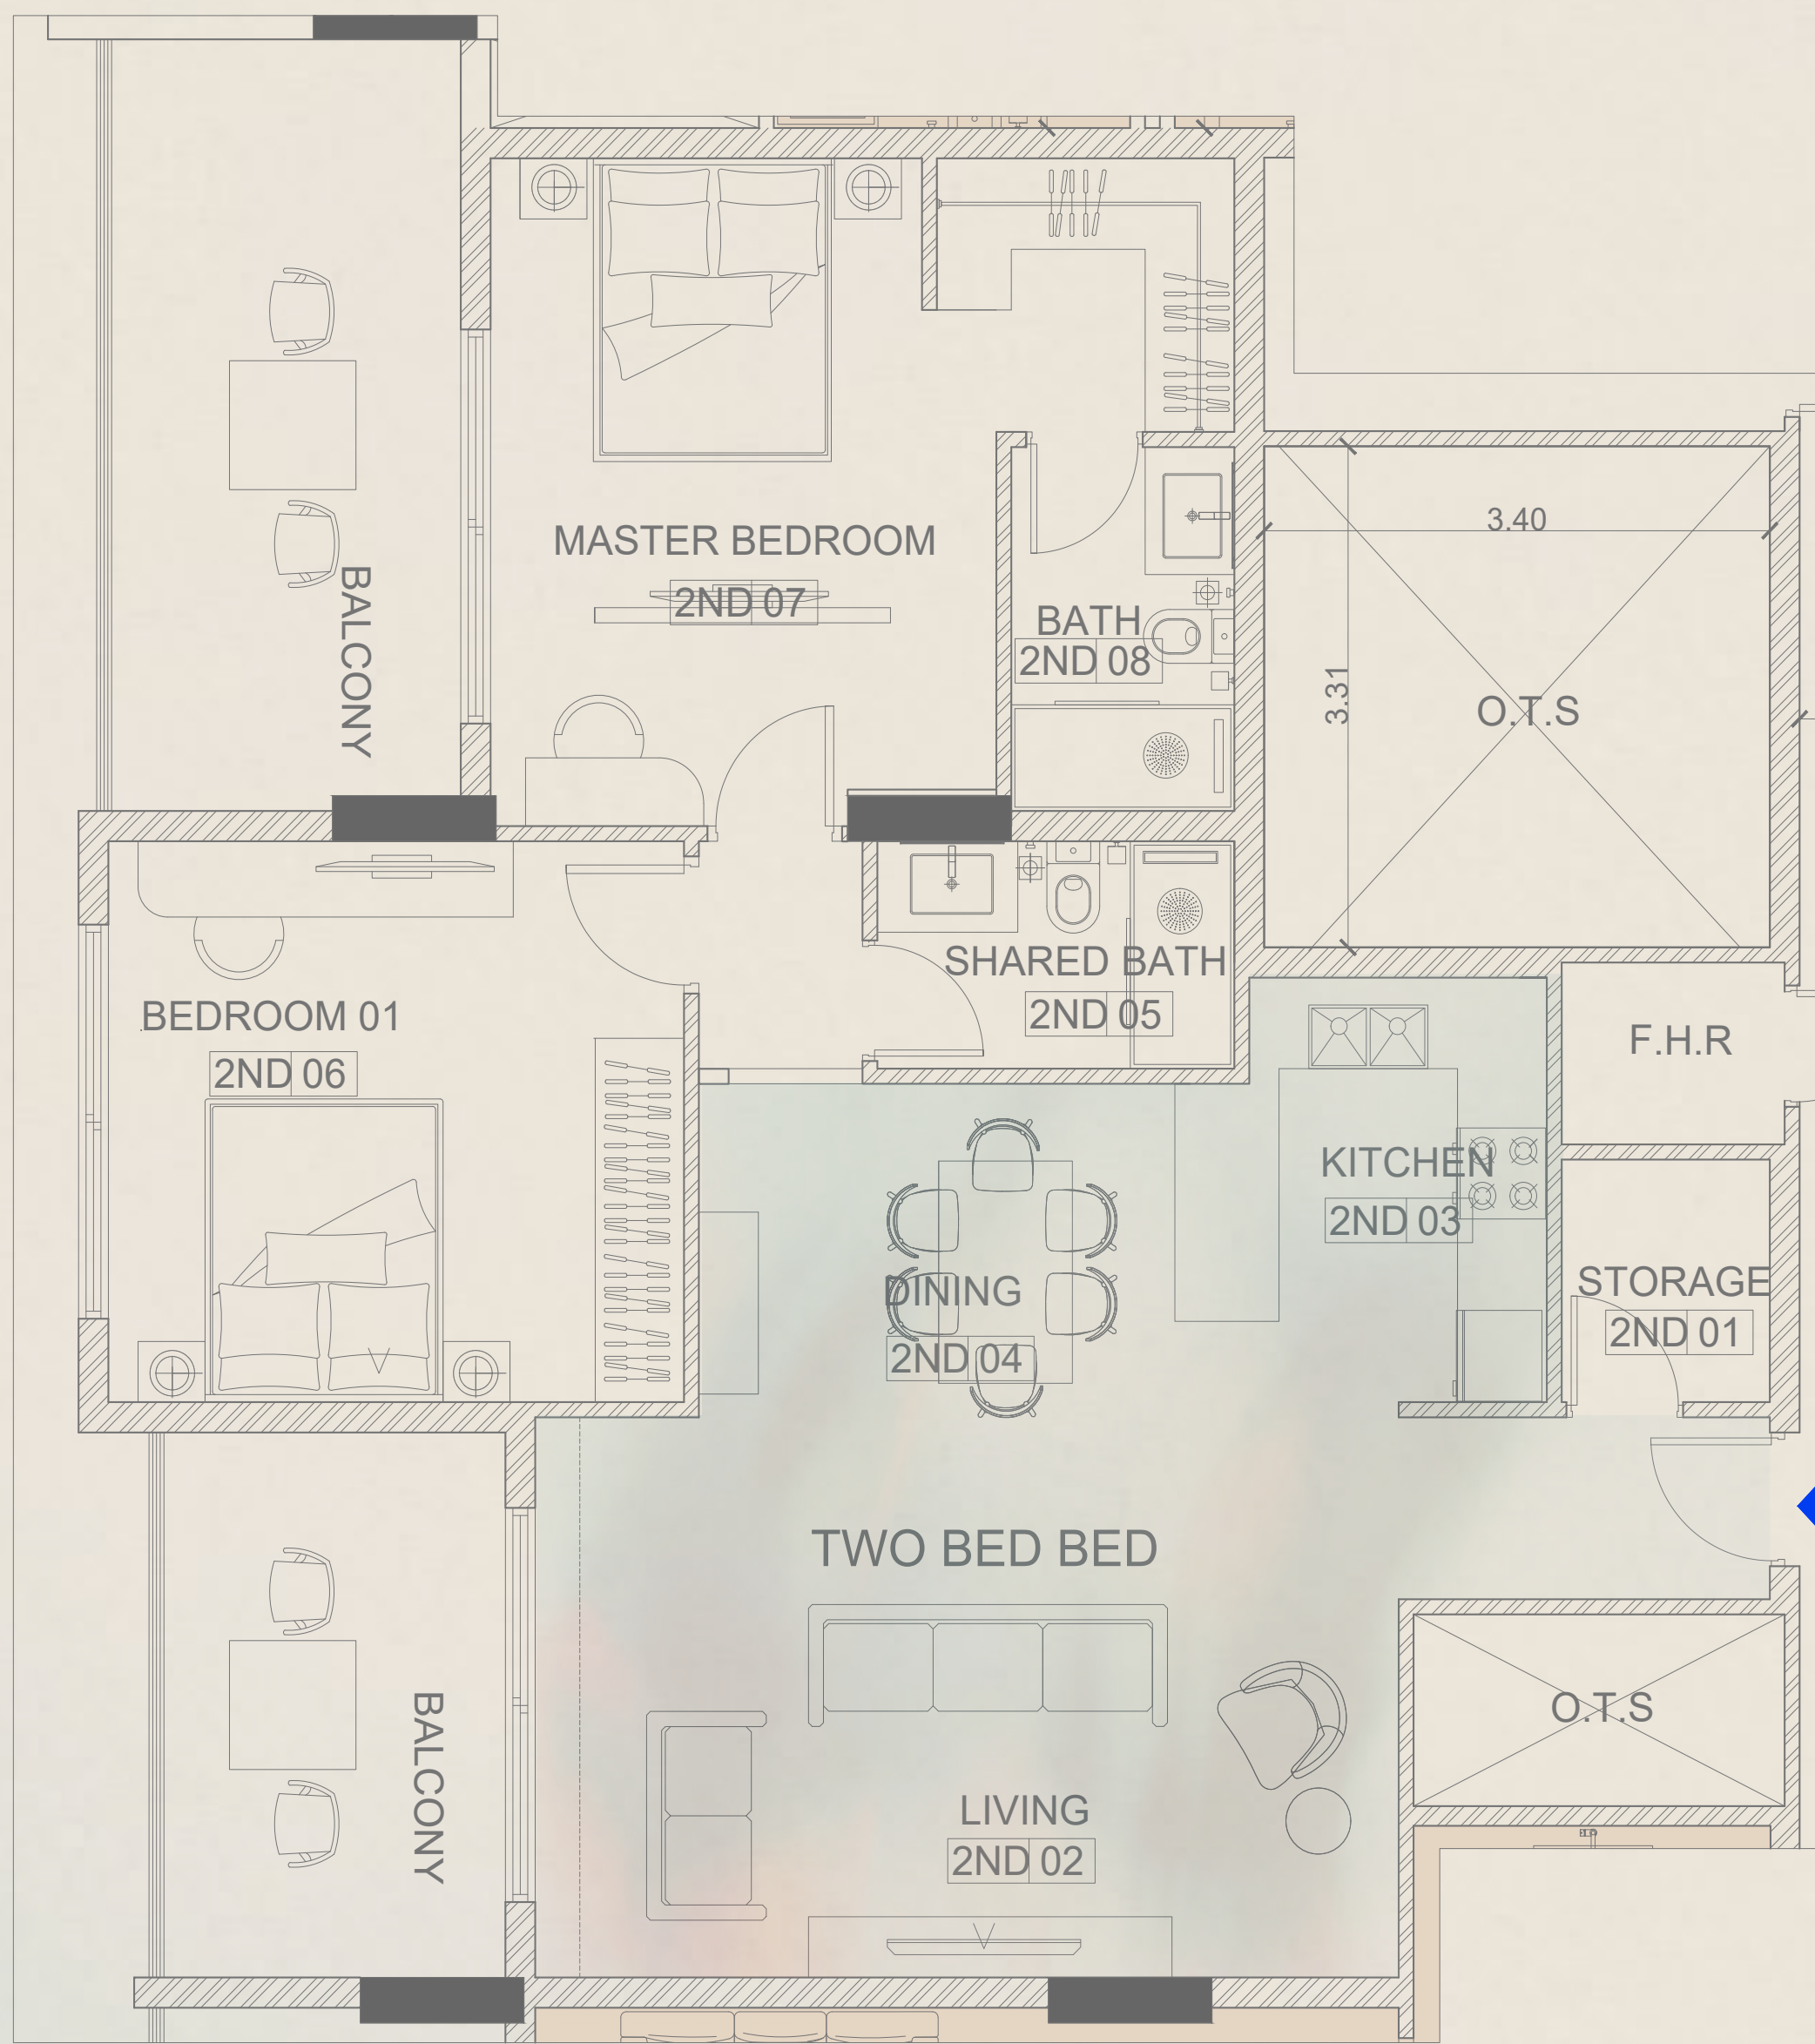 3.40
MASTER BEDROOM
2ND 07
BALCONY
BATH
2ND 08
3.31
O.T.S
SHARED BATH
2ND 05
BEDROOM 01
2ND 06
F.H.R
KITCHEN
2ND 03
STORAGE
2ND 01
DINING
2ND 04
TWO BED BED
O.T.S
BALCONY
LIVING
2ND 02